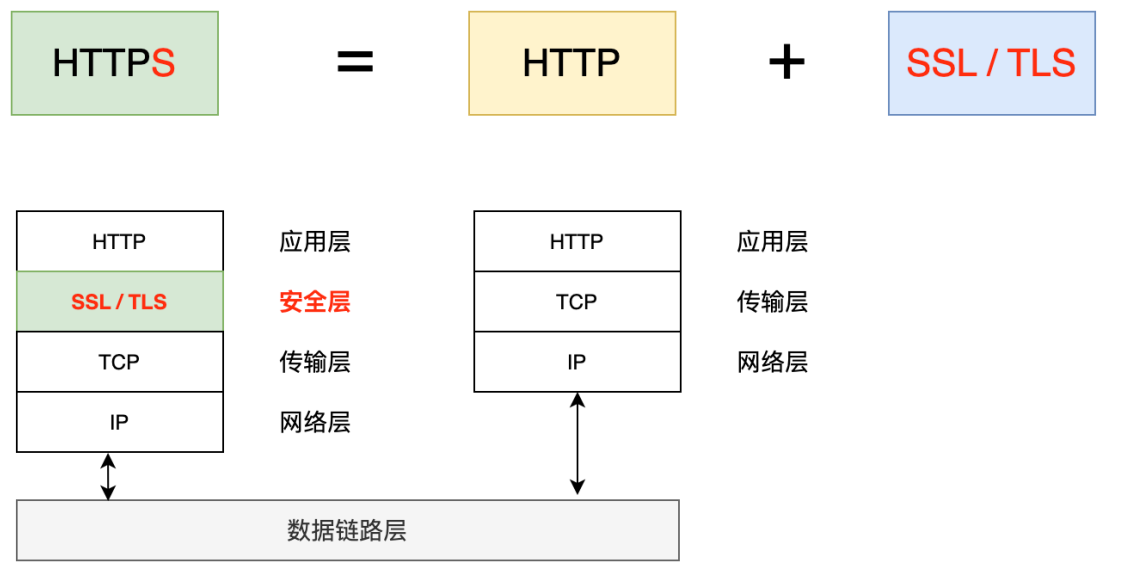 HTTPS = HTTP + SSL / TLS
HTTP 应用层 HTTP 应用层
SSL / TLS 安全层 TCP 传输层
TCP 传输层 IP 网络层
IP 网络层
数据链路层